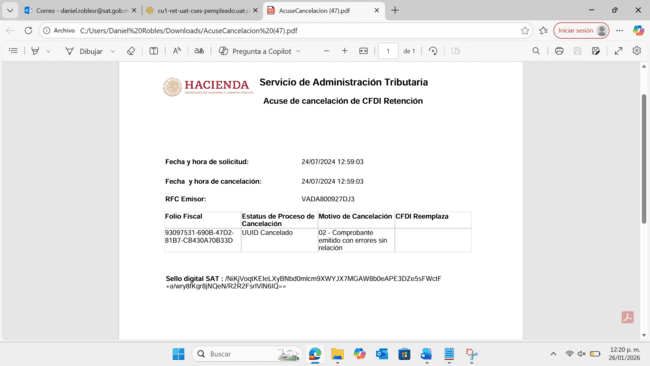 Correo - daniel.roblesr@sat.gob.m
cu1-ret-uat-cses-pempleado.uat.s
AcuseCancelacion (47).pdf
Archivo
C:/Users/Daniel%20Robles/Downloads/AcuseCancelacion%20(47).pdf
Iniciar sesión
Dibujar
Pregunta a Copilot
1
de 1
HACIENDA
Servicio de Administración Tributaria
Acuse de cancelación de CFDI Retención
Fecha y hora de solicitud: 24/07/2024 12:59:03
Fecha y hora de cancelación: 24/07/2024 12:59:03
RFC Emisor: VADA800927DJ3
Folio Fiscal
Estatus de Proceso de Cancelación
Motivo de Cancelación
CFDI Reemplaza
93097531-690B-47D2-
81B7-CB430A70B33D
UUID Cancelado
02 - Comprobante
emitido con errores sin
relación
Sello digital SAT : /NiKjVoqtKEIeLXyBNbd0mIcm9XWYJX7MGAW8b0eAPE3DZe5sFWctF
+a/wry8fKqr8jNQeN/R2R2FsrlVlN6IQ==
Buscar
12:20 p. m.
26/01/2026